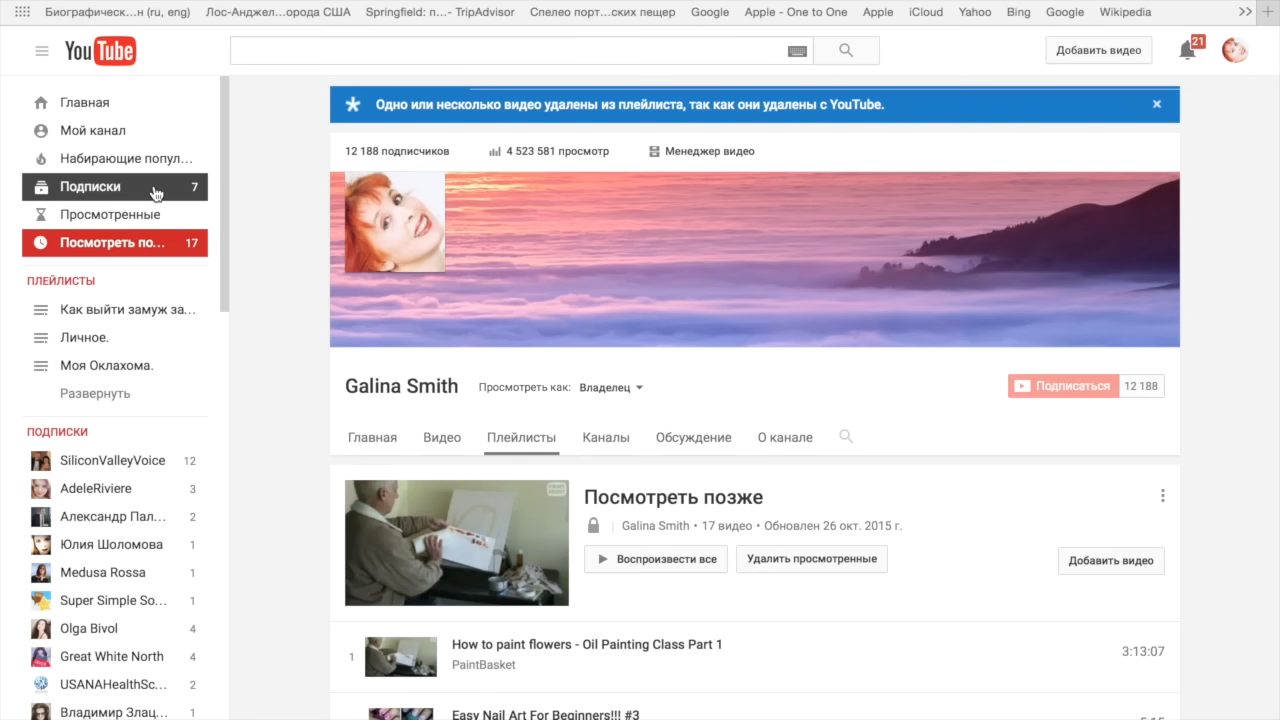 Биографическ...н (ru, eng) Лос-Анджел...орода США Springfield: п...- TripAdvisor Спелео порт...ских пещер Google Apple - One to One Apple iCloud Yahoo Bing Google Wikipedia
YouTube
Добавить видео
21
Главная
Мой канал
Набирающие попул...
Подписки 7
Просмотренные
Посмотреть по... 17
ПЛЕЙЛИСТЫ
Как выйти замуж за...
Личное.
Моя Оклахома.
Развернуть
ПОДПИСКИ
SiliconValleyVoice 12
AdeleRiviere 3
Александр Пал... 2
Юлия Шоломова 1
Medusa Rossa 1
Super Simple So... 1
Olga Bivol 4
Great White North 4
USANAHealthSc... 2
Владимир Злац... 1
Одно или несколько видео удалены из плейлиста, так как они удалены с YouTube.
12 188 подписчиков 4 523 581 просмотр Менеджер видео
Galina Smith Просмотреть как: Владелец Подписаться 12 188
Главная Видео Плейлисты Каналы Обсуждение О канале
Посмотреть позже
Galina Smith • 17 видео • Обновлен 26 окт. 2015 г.
Воспроизвести все Удалить просмотренные Добавить видео
1 How to paint flowers - Oil Painting Class Part 1 3:13:07
PaintBasket
Easy Nail Art For Beginners!!! #3 5:15